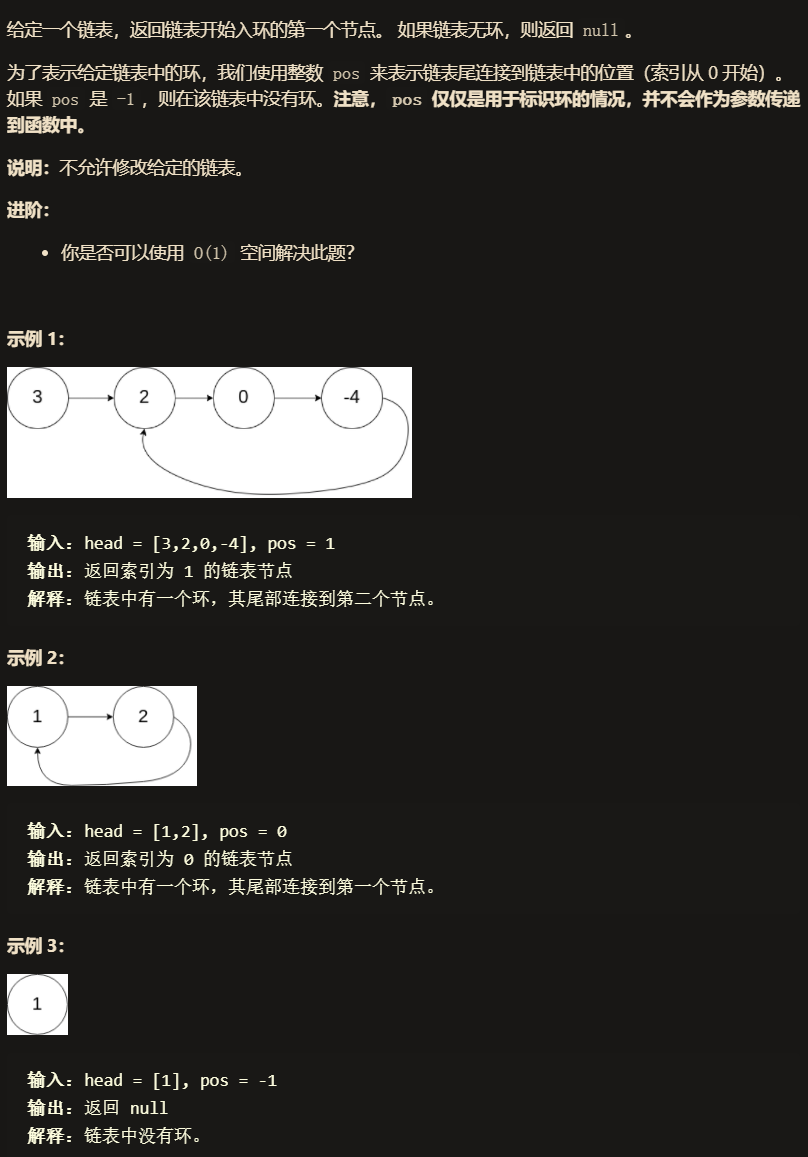 给定一个链表，返回链表开始入环的第一个节点。 如果链表无环，则返回 null 。
为了表示给定链表中的环，我们使用整数 pos 来表示链表尾连接到链表中的位置（索引从 0 开始）。
如果 pos 是 -1 ，则在该链表中没有环。注意， pos 仅仅是用于标识环的情况，并不会作为参数传递
到函数中。
说明：不允许修改给定的链表。
进阶：
• 你是否可以使用 O(1) 空间解决此题？
示例 1：
3 2 0 -4
输入：head = [3,2,0,-4], pos = 1
输出：返回索引为 1 的链表节点
解释：链表中有一个环，其尾部连接到第二个节点。
示例 2：
1 2
输入：head = [1,2], pos = 0
输出：返回索引为 0 的链表节点
解释：链表中有一个环，其尾部连接到第一个节点。
示例 3：
1
输入：head = [1], pos = -1
输出：返回 null
解释：链表中没有环。